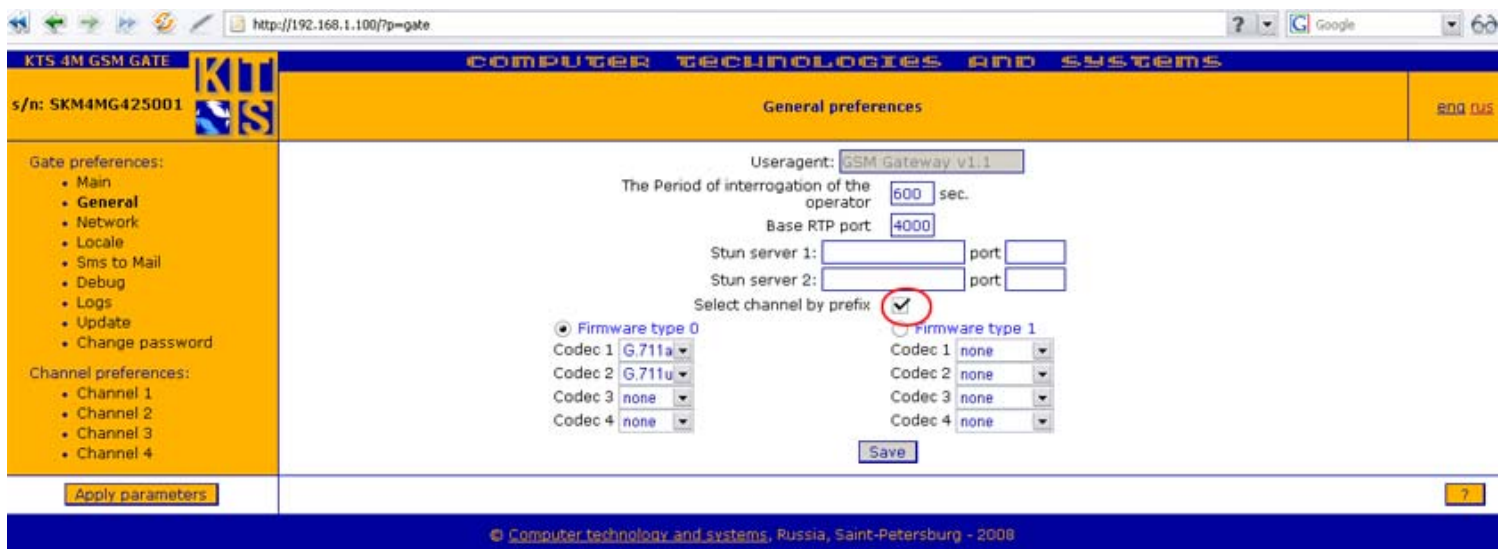 http://192.168.1.100/?p=gate
? G Google
KTS 4M GSM GATE
KTS
COMPUTER TECHNOLOGIES AND SYSTEMS
s/n: SKM4MG425001
General preferences
eng rus
Gate preferences:
• Main
• General
• Network
• Locale
• Sms to Mail
• Debug
• Logs
• Update
• Change password
Channel preferences:
• Channel 1
• Channel 2
• Channel 3
• Channel 4
Useragent: GSM Gateway v1.1
The Period of interrogation of the
operator 600 sec.
Base RTP port 4000
Stun server 1: port
Stun server 2: port
Select channel by prefix
Firmware type 0 Firmware type 1
Codec 1 G.711a Codec 1 none
Codec 2 G.711u Codec 2 none
Codec 3 none Codec 3 none
Codec 4 none Codec 4 none
Save
Apply parameters ?
© Computer technology and systems, Russia, Saint-Petersburg - 2008